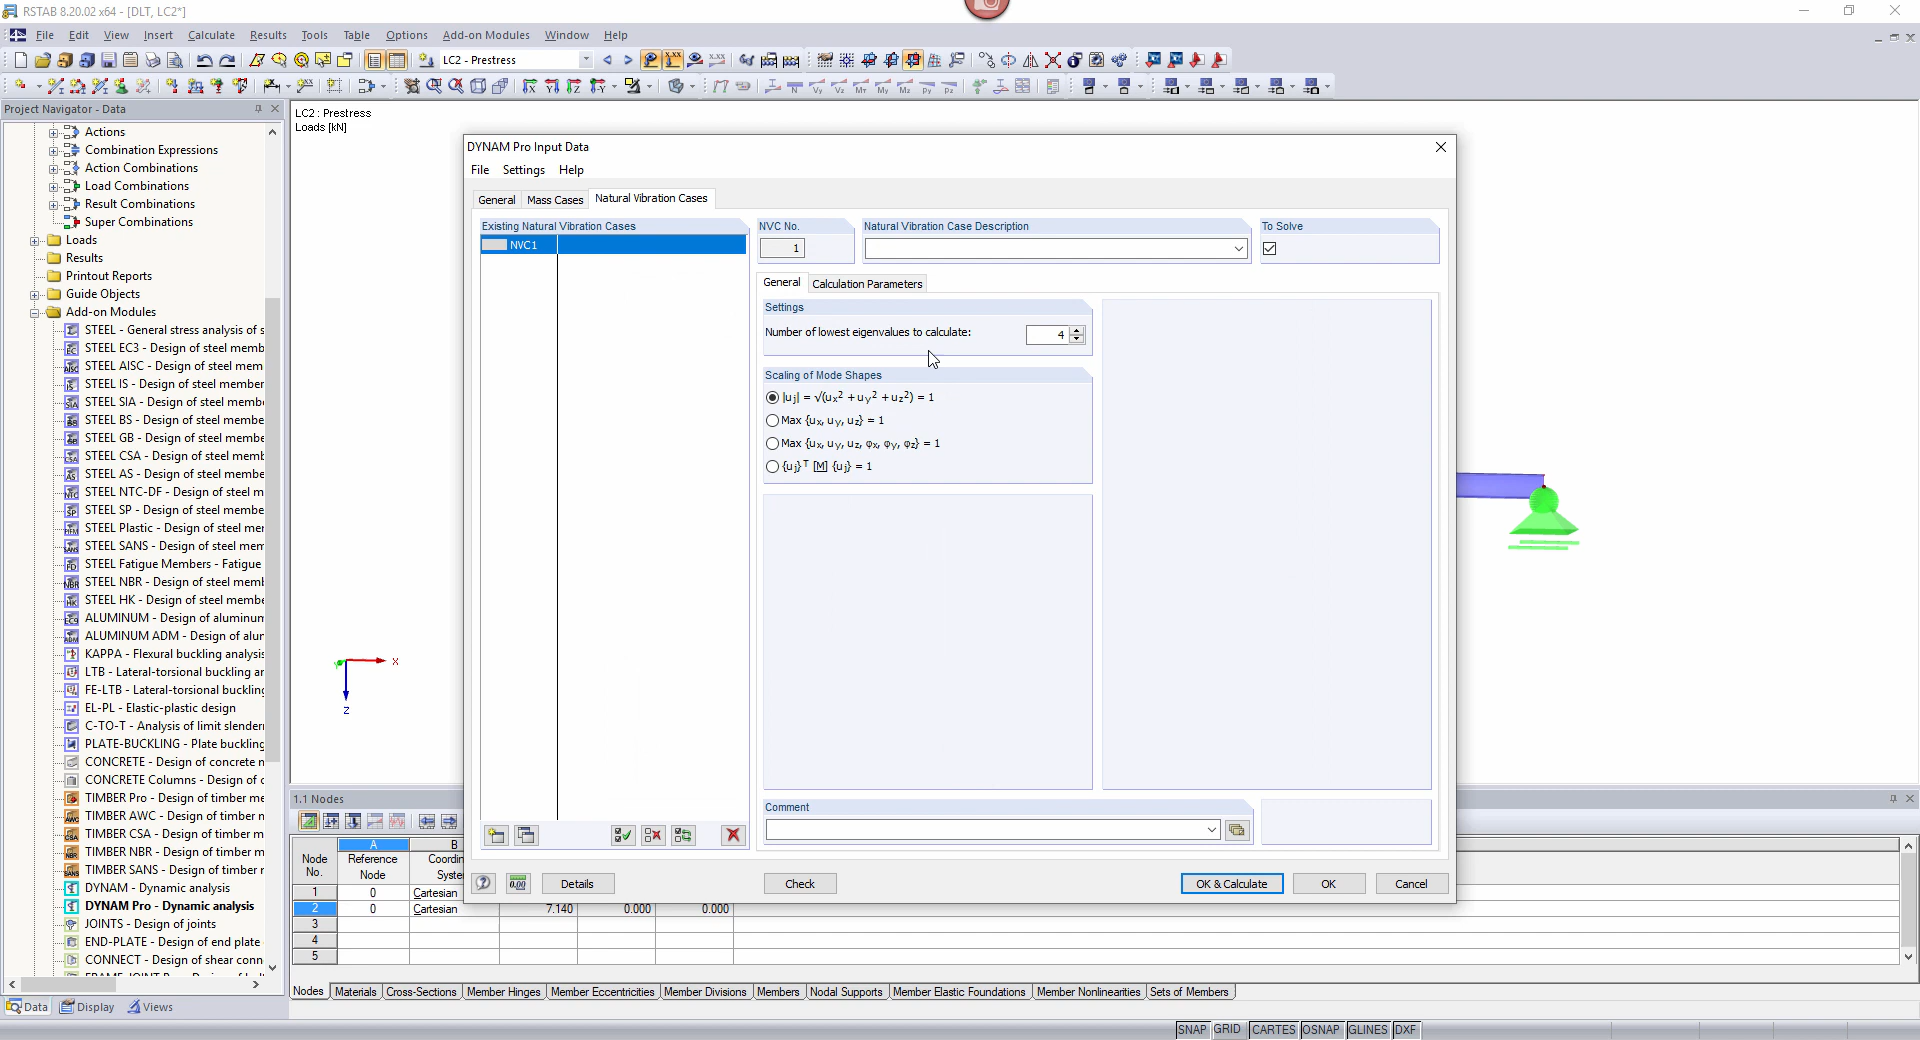 RSTAB 8.20.02 x64 - [DLT, LC2*]
File Edit View Insert Calculate Results Tools Table Options Add-on Modules Window Help
LC2 - Prestress
Project Navigator - Data
Actions
Combination Expressions
Action Combinations
Load Combinations
Result Combinations
Super Combinations
Loads
Results
Printout Reports
Guide Objects
Add-on Modules
STEEL - General stress analysis of s
STEEL EC3 - Design of steel memb
STEEL AISC - Design of steel mem
STEEL IS - Design of steel member
STEEL SIA - Design of steel membe
STEEL BS - Design of steel membe
STEEL GB - Design of steel membe
STEEL CSA - Design of steel membe
STEEL AS - Design of steel membe
STEEL NTC-DF - Design of steel m
STEEL SP - Design of steel membe
STEEL Plastic - Design of steel mer
STEEL SANS - Design of steel mem
STEEL Fatigue Members - Fatigue
STEEL NBR - Design of steel memb
STEEL HK - Design of steel membe
ALUMINUM - Design of aluminum
ALUMINUM ADM - Design of alur
KAPPA - Flexural buckling analysis
LTB - Lateral-torsional buckling ar
FE-LTB - Lateral-torsional buckling
EL-PL - Elastic-plastic design
C-TO-T - Analysis of limit slender
PLATE-BUCKLING - Plate buckling
CONCRETE - Design of concrete m
CONCRETE Columns - Design of c
TIMBER Pro - Design of timber me
TIMBER AWC - Design of timber m
TIMBER CSA - Design of timber me
TIMBER NBR - Design of timber m
TIMBER SANS - Design of timber m
DYNAM - Dynamic analysis
DYNAM Pro - Dynamic analysis
JOINTS - Design of joints
END-PLATE - Design of end plate
CONNECT - Design of shear conn
Data Display Views
LC2 : Prestress
Loads [kN]
X
Z
DYNAM Pro Input Data
File Settings Help
General Mass Cases Natural Vibration Cases
Existing Natural Vibration Cases
NVC1
NVC No.
1
Natural Vibration Case Description
To Solve
General Calculation Parameters
Settings
Number of lowest eigenvalues to calculate: 4
Scaling of Mode Shapes
|uj| = √(ux² + uy² + uz²) = 1
Max {ux, uy, uz} = 1
Max {ux, uy, uz, φx, φy, φz} = 1
{uj}ᵀ [M] {uj} = 1
Comment
Details Check OK & Calculate OK Cancel
1.1 Nodes
A B
Node No. Reference Node Coordin Syste
1 0 Cartesian
2 0 Cartesian 7.140 0.000 0.000
3
4
5
Nodes Materials Cross-Sections Member Hinges Member Eccentricities Member Divisions Members Nodal Supports Member Elastic Foundations Member Nonlinearities Sets of Members
SNAP GRID CARTES OSNAP GLINES DXF